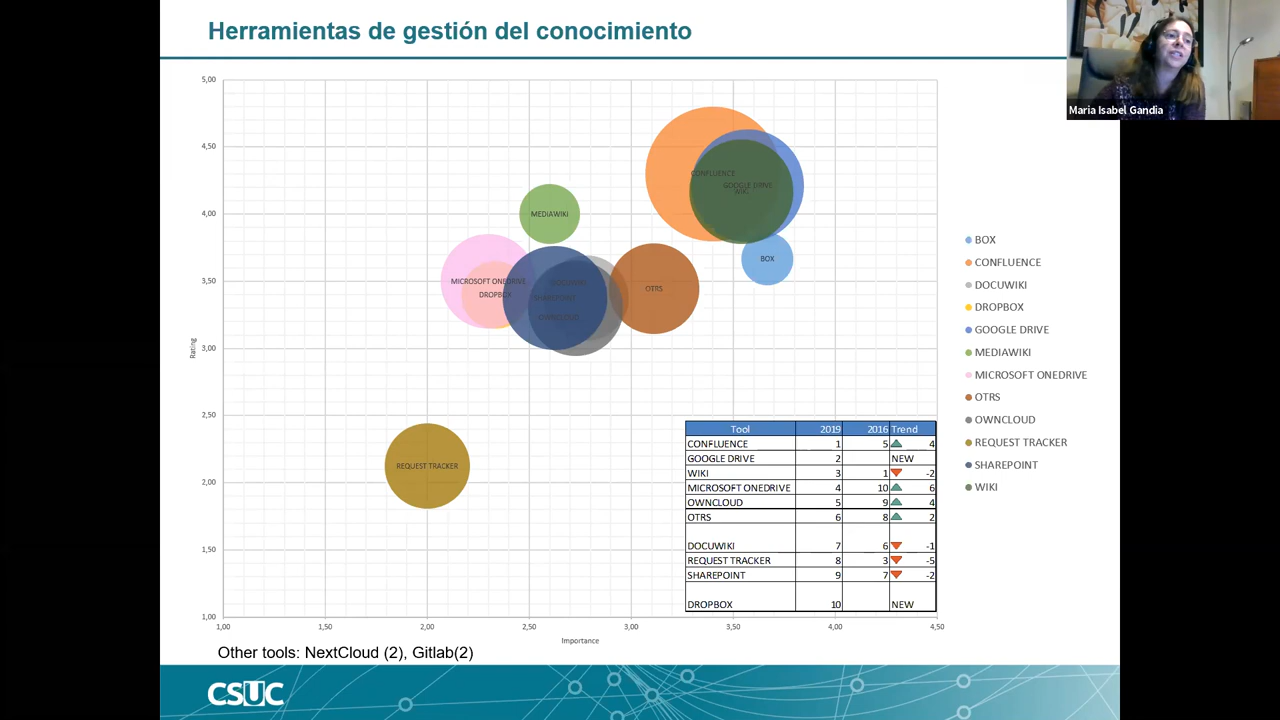 Herramientas de gestión del conocimiento
Maria Isabel Gandia
5,00
4,50
4,00
3,50
3,00
2,50
2,00
1,50
1,00
Rating
1,00 1,50 2,00 2,50 3,00 3,50 4,00 4,50
Importance
CONFLUENCE
GOOGLE DRIVE
WIKI
MEDIAWIKI
BOX
MICROSOFT ONEDRIVE
DROPBOX
DOCUWIKI
SHAREPOINT
OWNCLOUD
OTRS
REQUEST TRACKER
BOX
CONFLUENCE
DOCUWIKI
DROPBOX
GOOGLE DRIVE
MEDIAWIKI
MICROSOFT ONEDRIVE
OTRS
OWNCLOUD
REQUEST TRACKER
SHAREPOINT
WIKI
Tool 2019 2016 Trend
CONFLUENCE 1 5 4
GOOGLE DRIVE 2 NEW
WIKI 3 1 -2
MICROSOFT ONEDRIVE 4 10 6
OWNCLOUD 5 9 4
OTRS 6 8 2
DOCUWIKI 7 6 -1
REQUEST TRACKER 8 3 -5
SHAREPOINT 9 7 -2
DROPBOX 10 NEW
Other tools: NextCloud (2), Gitlab(2)
CSUC